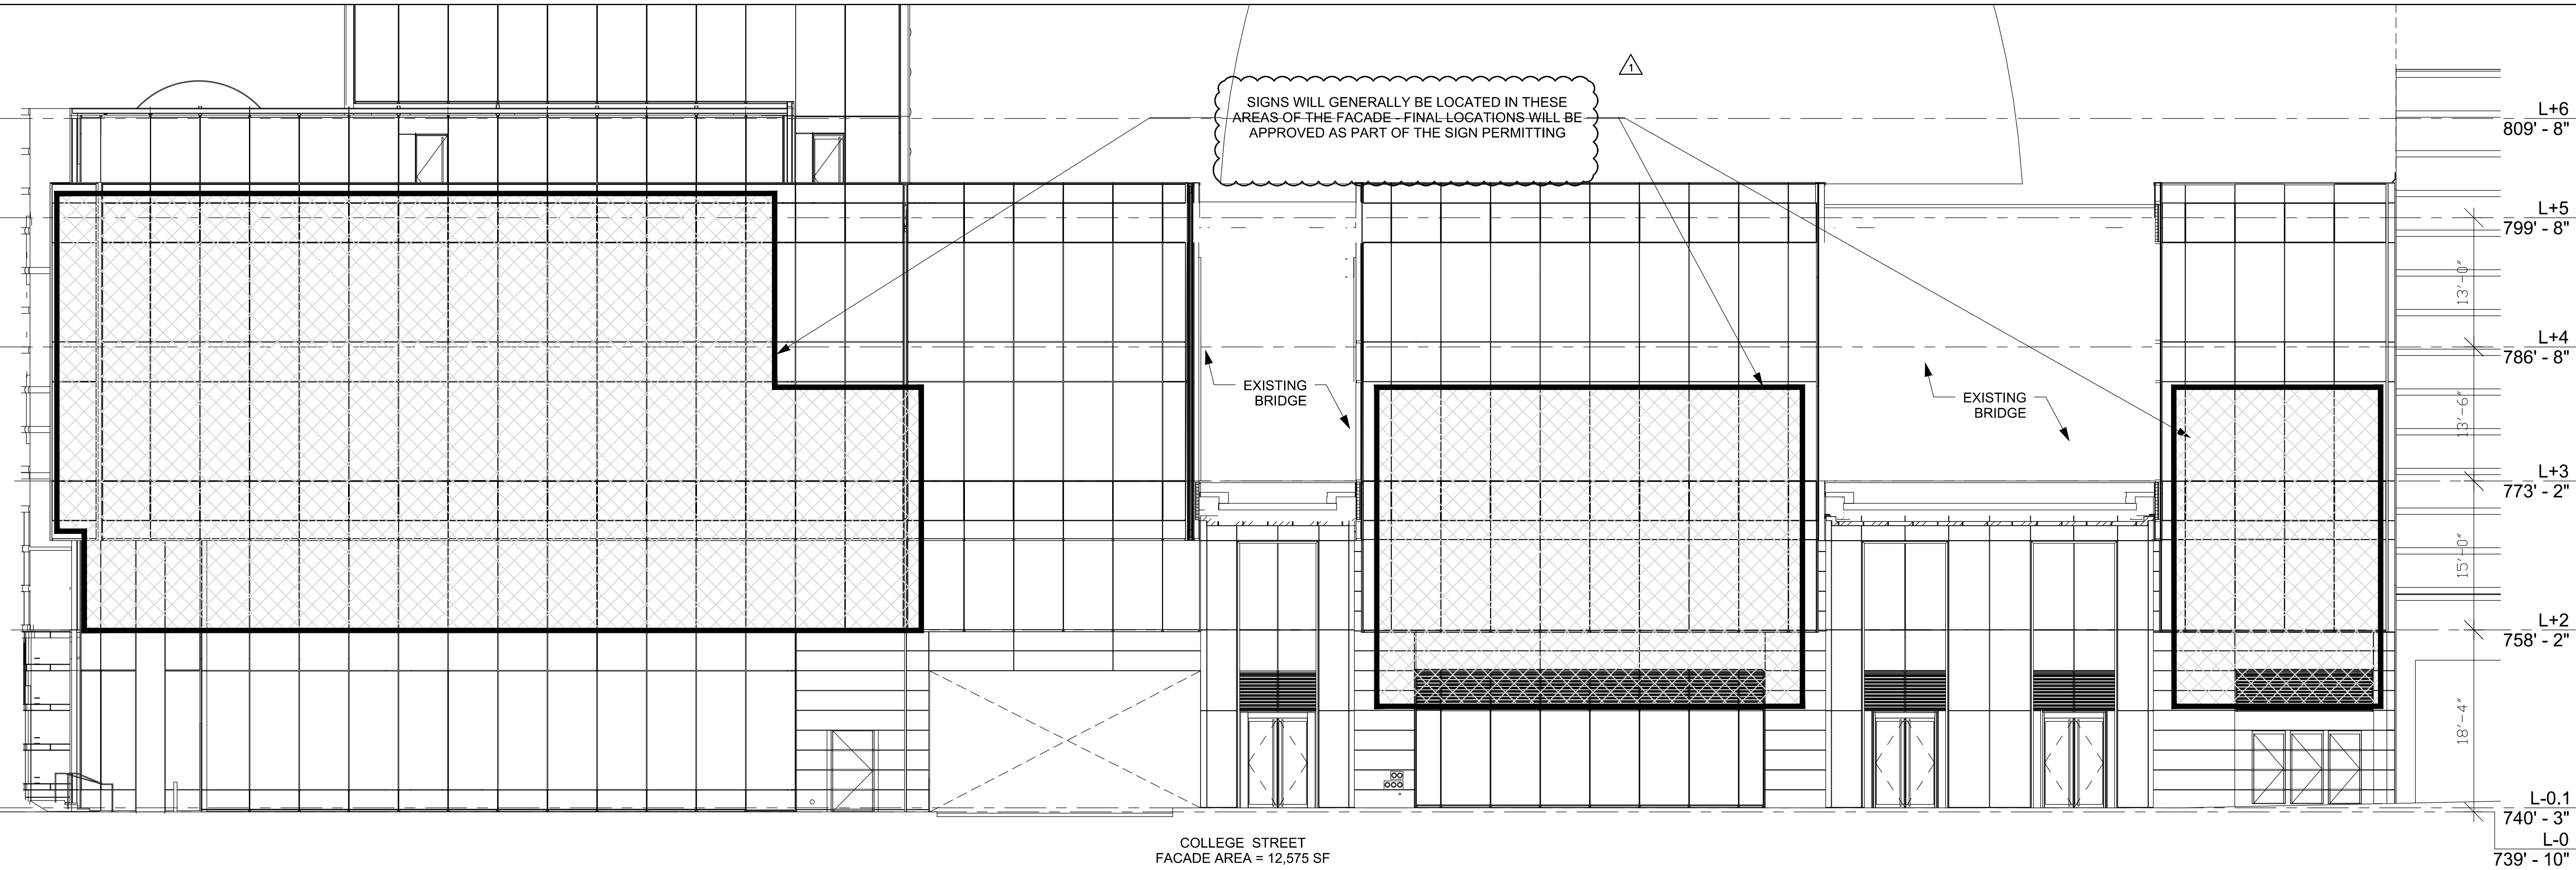 1
SIGNS WILL GENERALLY BE LOCATED IN THESE
AREAS OF THE FACADE - FINAL LOCATIONS WILL BE
APPROVED AS PART OF THE SIGN PERMITTING
L+6
809' - 8"
L+5
799' - 8"
13'-0"
L+4
786' - 8"
EXISTING
BRIDGE
EXISTING
BRIDGE
13'-6"
L+3
773' - 2"
15'-0"
L+2
758' - 2"
18'-4"
L-0.1
740' - 3"
L-0
739' - 10"
COLLEGE STREET
FACADE AREA = 12,575 SF